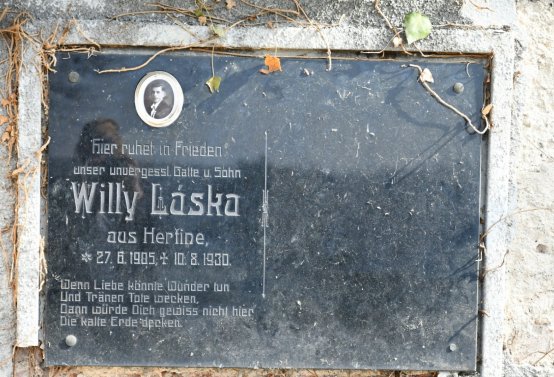 Hier ruhet in Frieden
unser unvergessl. Gatte u. Sohn
Willy Láska
aus Hertine,
* 27. 6. 1905, ✝ 10. 8. 1930.
Wenn Liebe könnte Wunder tun
Und Tränen Tote wecken,
Dann würde Dich gewiss nicht hier
Die kalte Erde decken.